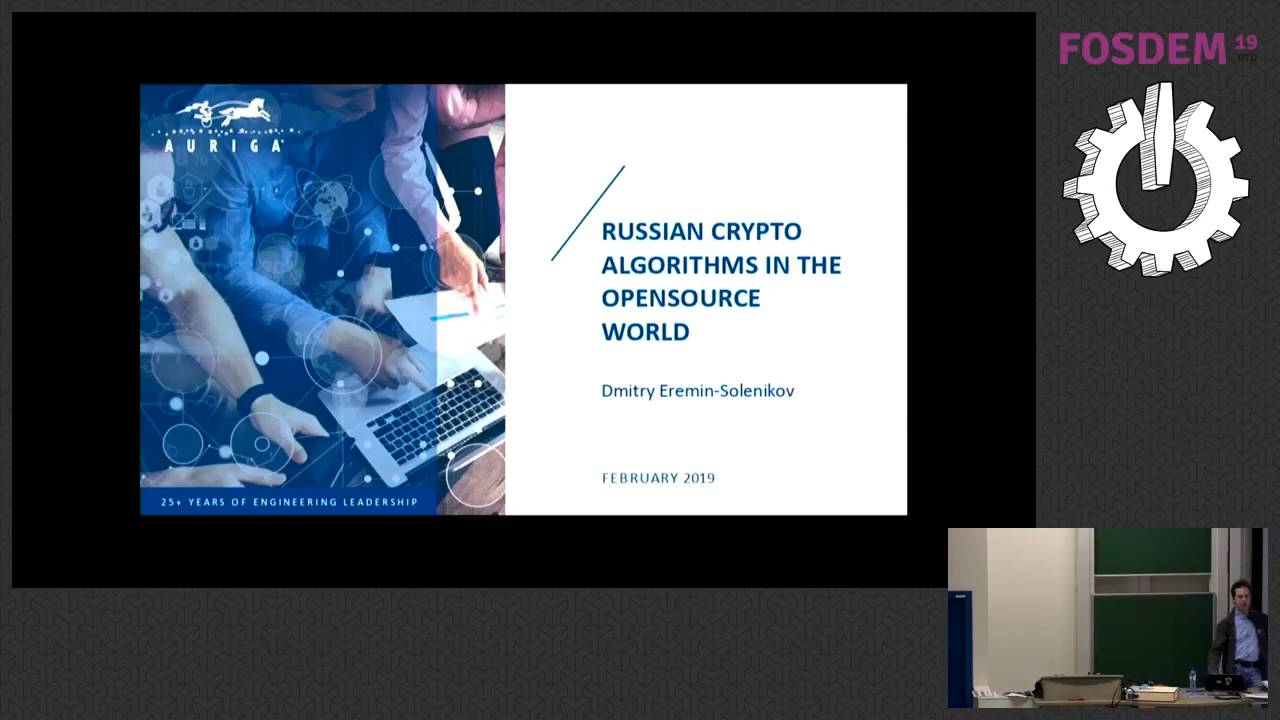 FOSDEM 19
.org
AURIGA
RUSSIAN CRYPTO
ALGORITHMS IN THE
OPENSOURCE
WORLD
Dmitry Eremin-Solenikov
FEBRUARY 2019
25+ YEARS OF ENGINEERING LEADERSHIP